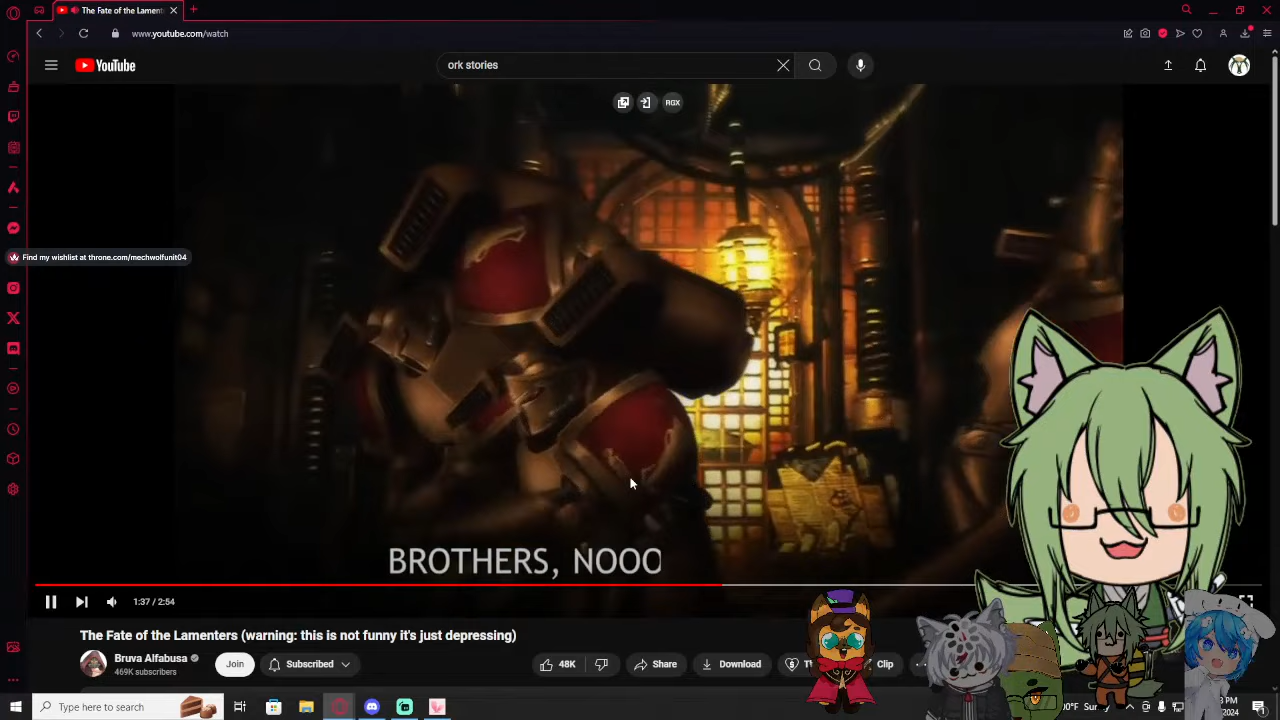 The Fate of the Lament
www.youtube.com/watch
YouTube
ork stories
RGX
Find my wishlist at throne.com/mechwolfunit04
BROTHERS, NOOO
1:37 / 2:54
The Fate of the Lamenters (warning: this is not funny it's just depressing)
Bruva Alfabusa
469K subscribers
Join
Subscribed
48K
Share
Download
Clip
Type here to search